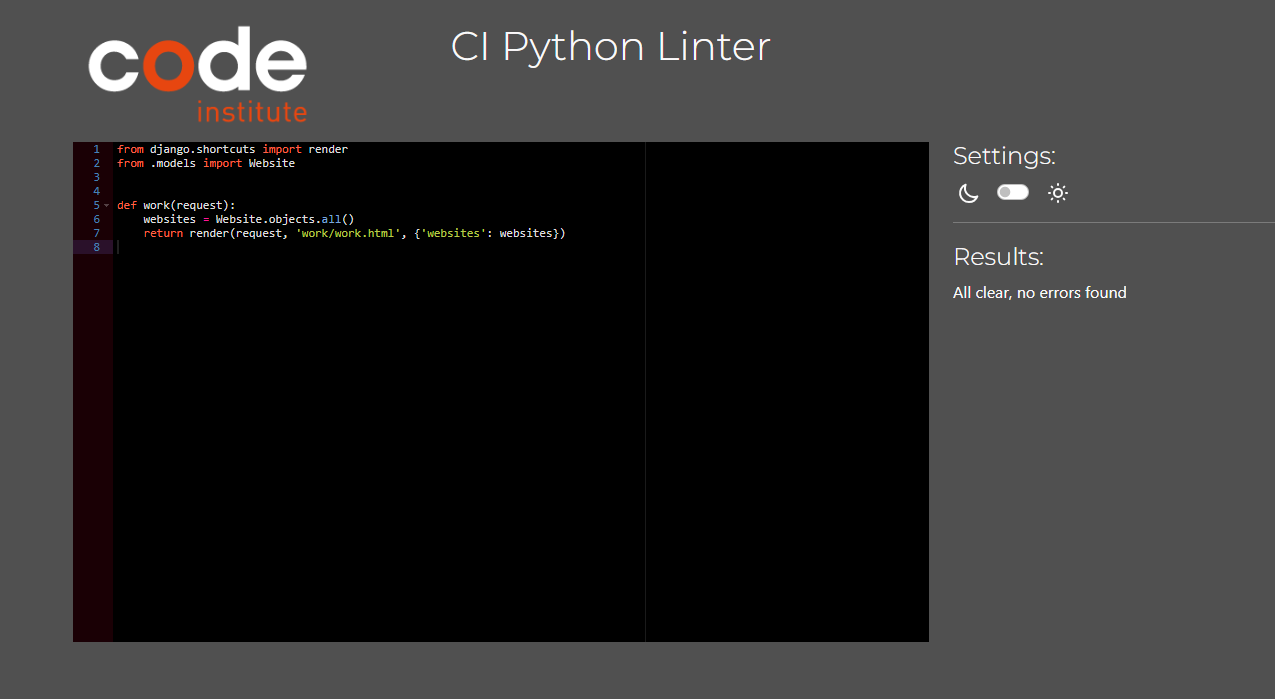 code
institute
CI Python Linter
1 from django.shortcuts import render
2 from .models import Website
3
4
5 def work(request):
6     websites = Website.objects.all()
7     return render(request, 'work/work.html', {'websites': websites})
8
Settings:
Results:
All clear, no errors found